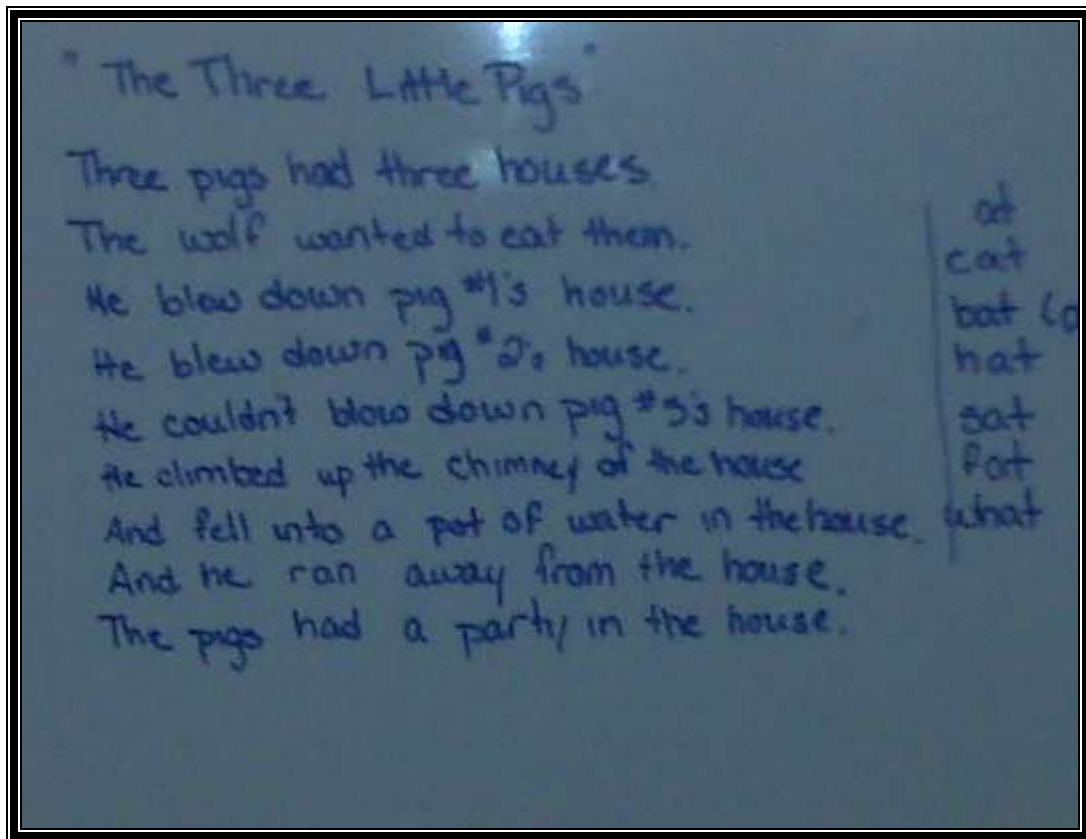 "The Three Little Pigs"
Three pigs had three houses.
The wolf wanted to eat them.
He blew down pig #1's house.
He blew down pig #2's house.
He couldn't blow down pig #3's house.
He climbed up the chimney of the house
And fell into a pot of water in the house.
And he ran away from the house.
The pigs had a party in the house.
at
cat
bat
hat
sat
fat
what